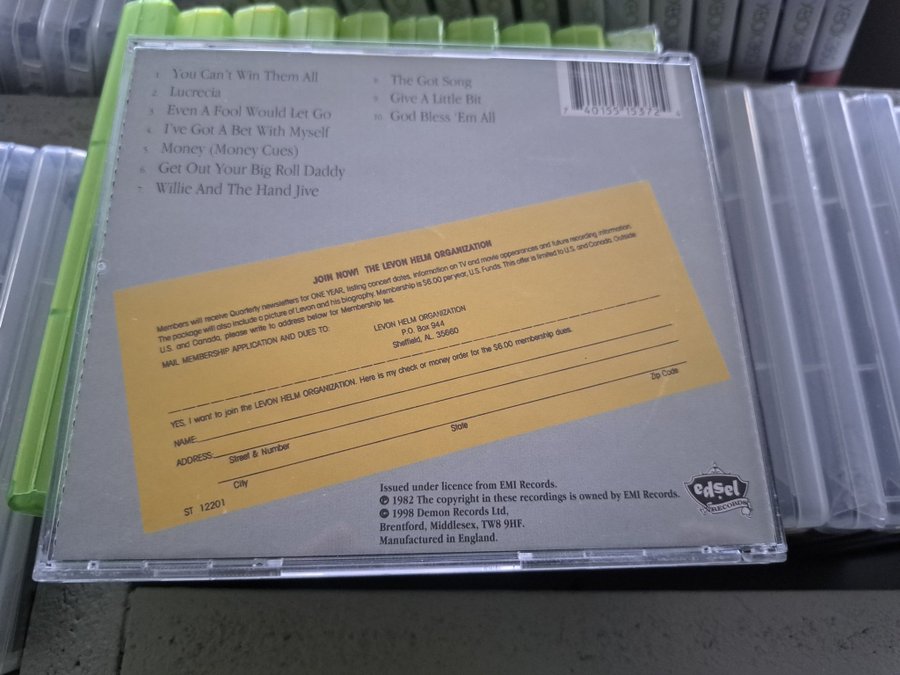 1. You Can't Win Them All
2. Lucrecia
3. Even A Fool Would Let Go
4. I've Got A Bet With Myself
5. Money (Money Cues)
6. Get Out Your Big Roll Daddy
7. Willie And The Hand Jive
8. The Got Song
9. Give A Little Bit
10. God Bless 'Em All
7 40155 15372 4
JOIN NOW! THE LEVON HELM ORGANIZATION
Members will receive Quarterly newsletters for ONE YEAR, listing concert dates, information on TV and movie appearances and future recording information.
The package will also include a picture of Levon and his biography. Membership is $6.00 per year, U.S. Funds. This offer is limited to U.S. and Canada. Outside
U.S. and Canada, please write to address below for Membership fee.
MAIL MEMBERSHIP APPLICATION AND DUES TO:
LEVON HELM ORGANIZATION
P.O. Box 944
Sheffield, AL. 35660
YES, I want to join the LEVON HELM ORGANIZATION. Here is my check or money order for the $6.00 membership dues.
NAME:
ADDRESS:
Street & Number
City
State
Zip Code
ST 12201
Issued under licence from EMI Records.
℗ 1982 The copyright in these recordings is owned by EMI Records.
© 1998 Demon Records Ltd,
Brentford, Middlesex, TW8 9HF.
Manufactured in England.
edsel
RECORDS
XBOX 360